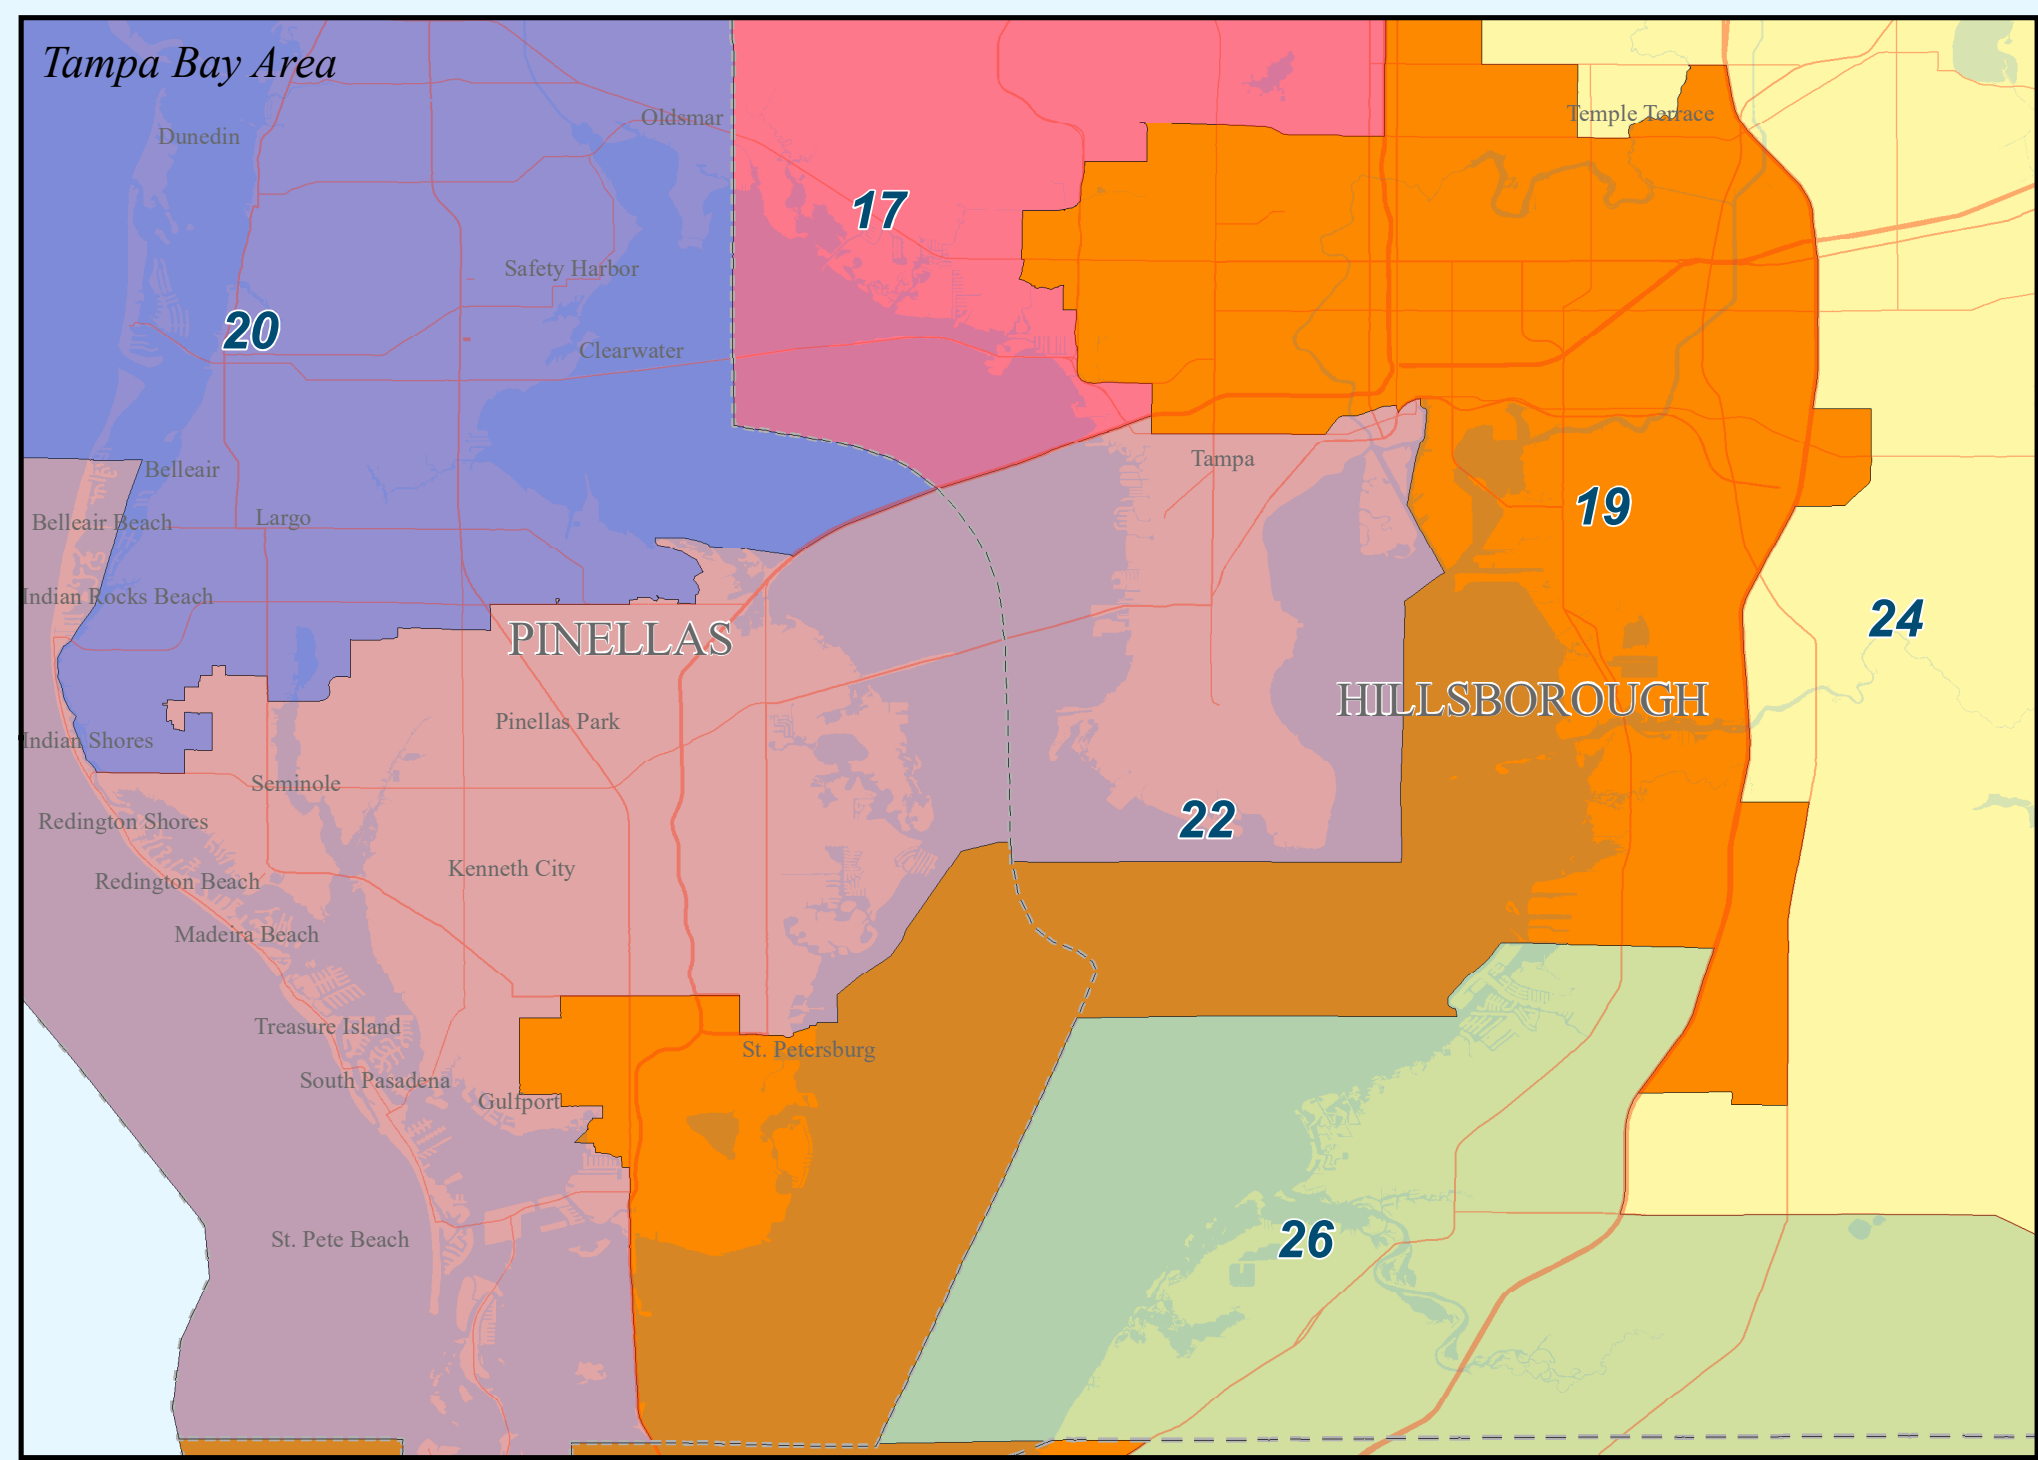 Tampa Bay Area
Oldsmar
Temple Terrace
Dunedin
17
Safety Harbor
20
Clearwater
Tampa
Belleair
19
Belleair Beach
Largo
Indian Rocks Beach
24
PINELLAS
HILLSBOROUGH
Pinellas Park
Indian Shores
Seminole
Redington Shores
22
Kenneth City
Redington Beach
Madeira Beach
Treasure Island
St. Petersburg
South Pasadena
Gulfport
St. Pete Beach
26